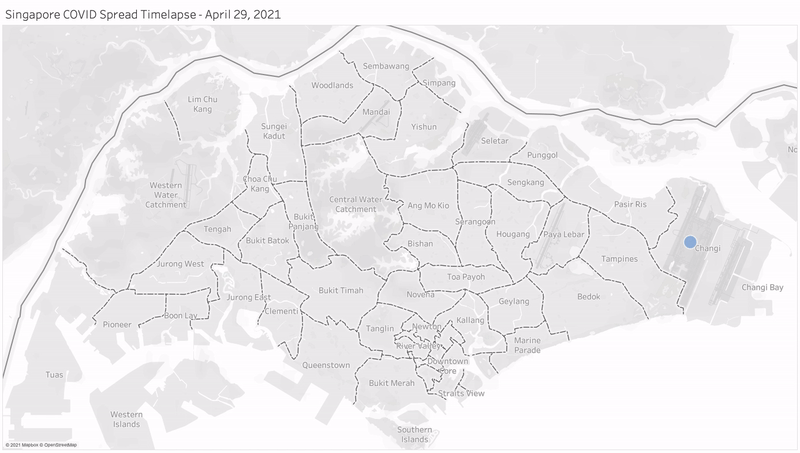 Singapore COVID Spread Timelapse - April 29, 2021
Sembawang
Woodlands
Simpang
Lim Chu
Kang
Mandai
Sungei
Kadut
Yishun
Seletar
Punggol
Choa Chu
Kang
Western
Water
Catchment
Central Water
Catchment
Sengkang
Ang Mo Kio
Pasir Ris
Bukit
Panjang
Serangoon
Tengah
Hougang
Paya Lebar
Bukit Batok
Bishan
Changi
Jurong West
Toa Payoh
Tampines
Changi Bay
Bukit Timah
Novena
Jurong East
Geylang
Bedok
Clementi
Boon Lay
Pioneer
Kallang
Tanglin
Newton
Marine
Parade
River Valley
Queenstown
Downtown
Core
Tuas
Bukit Merah
Straits View
Western
Islands
Southern
Islands
No
© 2021 Mapbox © OpenStreetMap